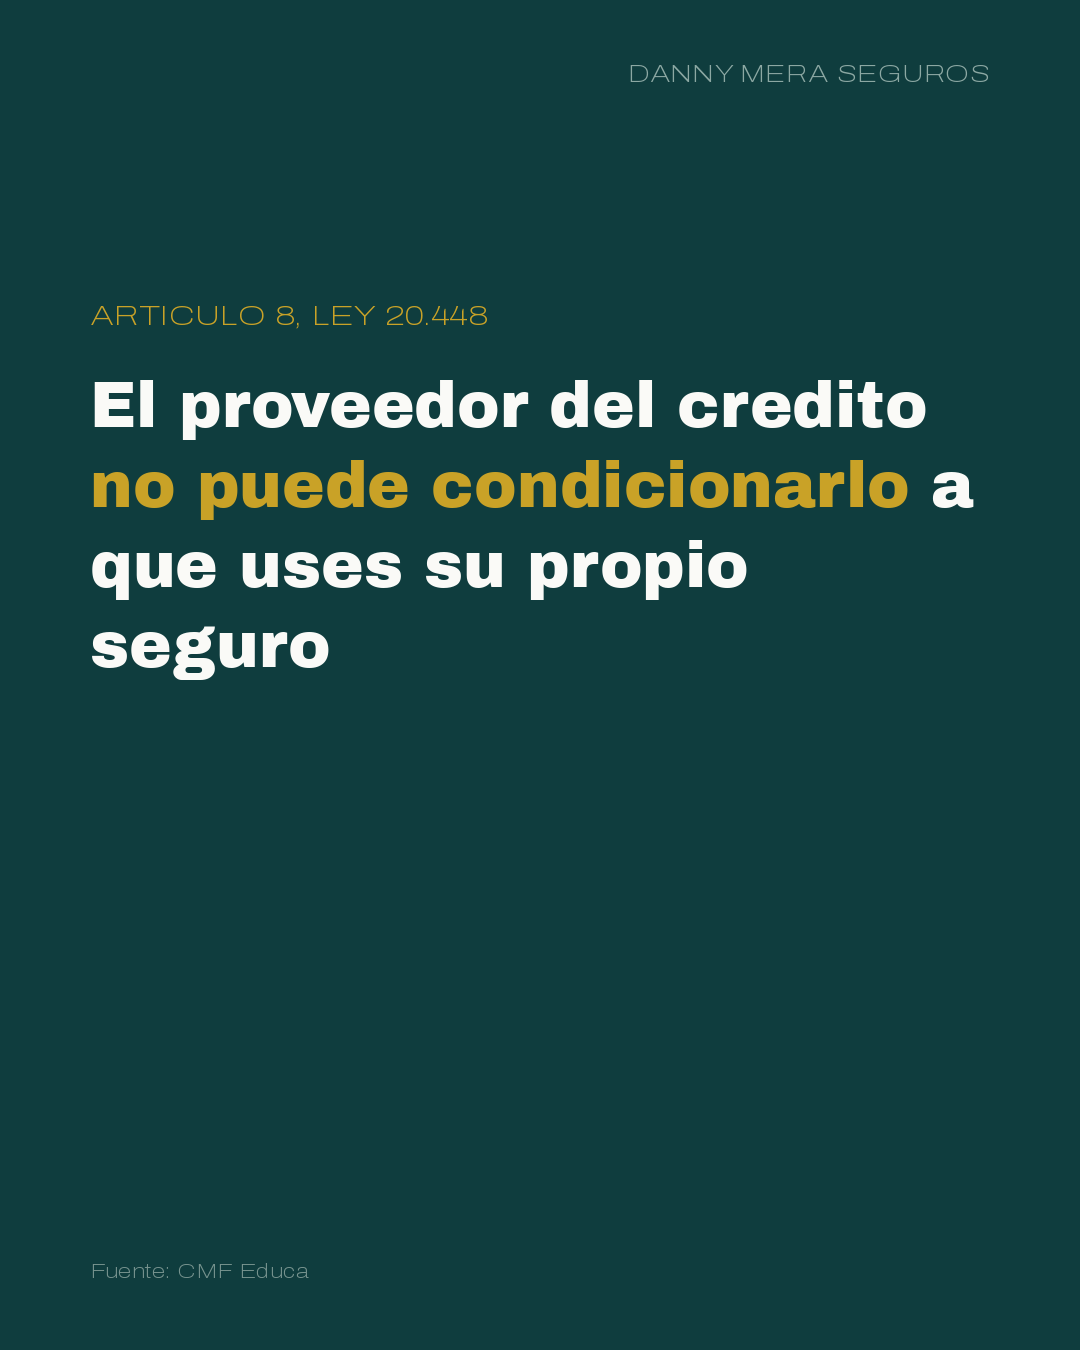 DANNY MERA SEGUROS
ARTICULO 8, LEY 20.448
El proveedor del credito
no puede condicionarlo a
que uses su propio
seguro
Fuente: CMF Educa